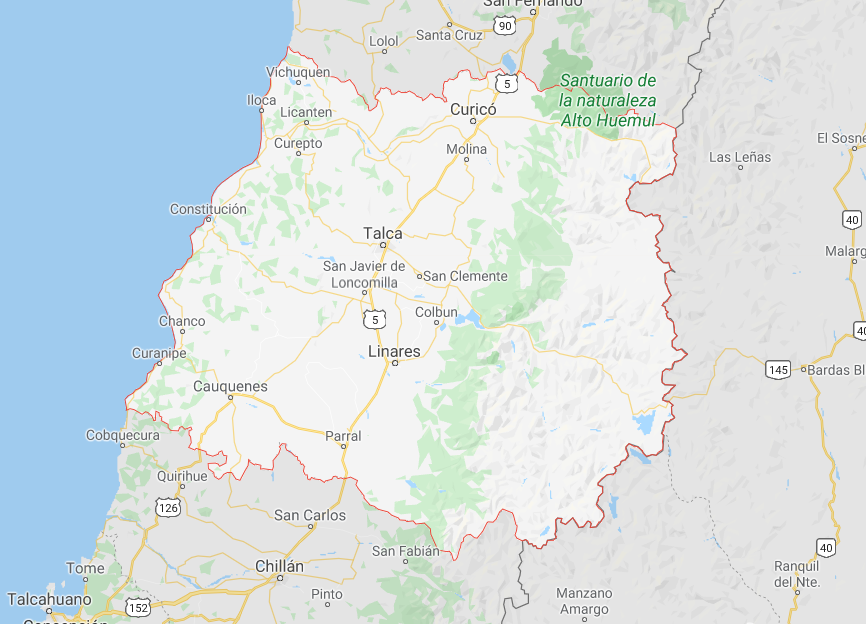 San Fernando
90
Santa Cruz
Lolol
Vichuquen
5
Santuario de
la naturaleza
Alto Huemul
Iloca
Licanten
Curicó
Curepto
Molina
El Sosne
Las Leñas
Constitución
40
Talca
Malarg
San Javier de
Loncomilla
San Clemente
Colbun
Chanco
5
40
Curanipe
Linares
145
Bardas Bl
Cauquenes
Cobquecura
Parral
Quirihue
126
San Carlos
San Fabián
40
Tome
Chillán
Ranquil
del Nte.
Talcahuano
152
Pinto
Manzano
Amargo
Concepción